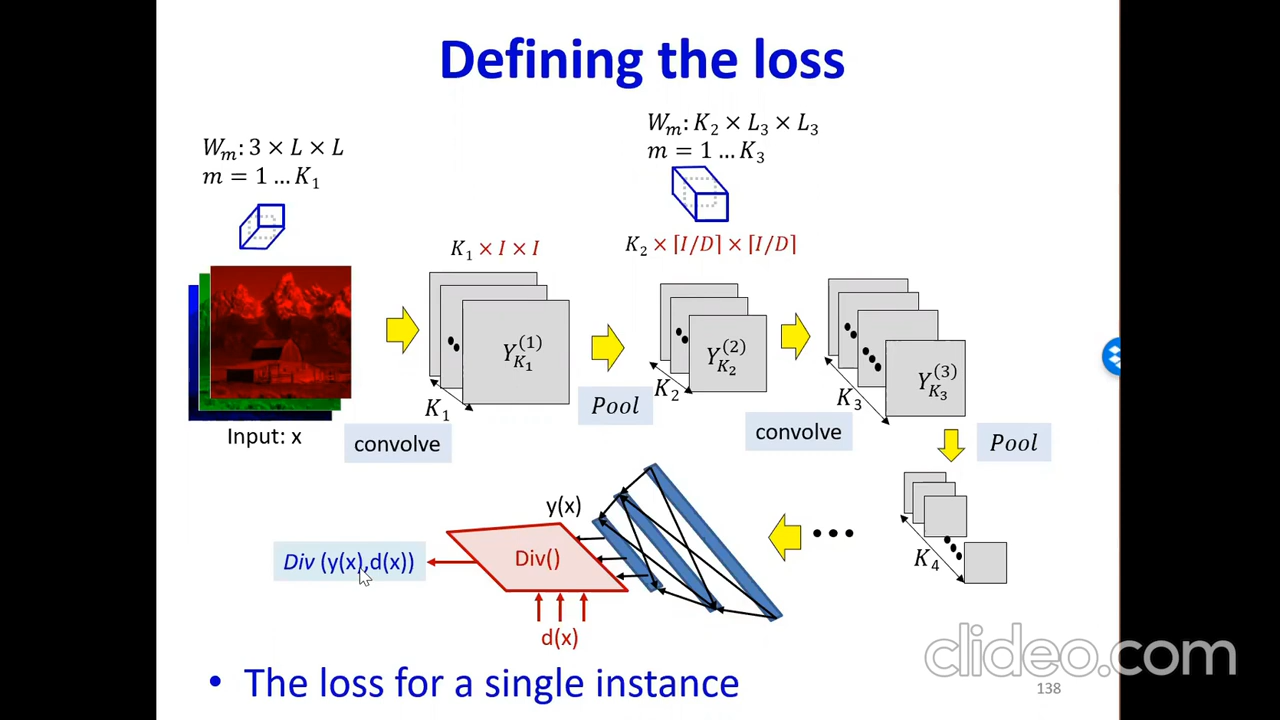 Defining the loss
W_m: 3 × L × L
m = 1 … K_1
W_m: K_2 × L_3 × L_3
m = 1 … K_3
K_1 × I × I
K_2 × ⌈I/D⌉ × ⌈I/D⌉
Y_{K_1}^{(1)}
Y_{K_2}^{(2)}
Y_{K_3}^{(3)}
K_1
K_2
K_3
Pool
Input: x
convolve
convolve
Pool
y(x)
K_4
Div (y(x),d(x))
Div()
d(x)
• The loss for a single instance
138
clideo.com